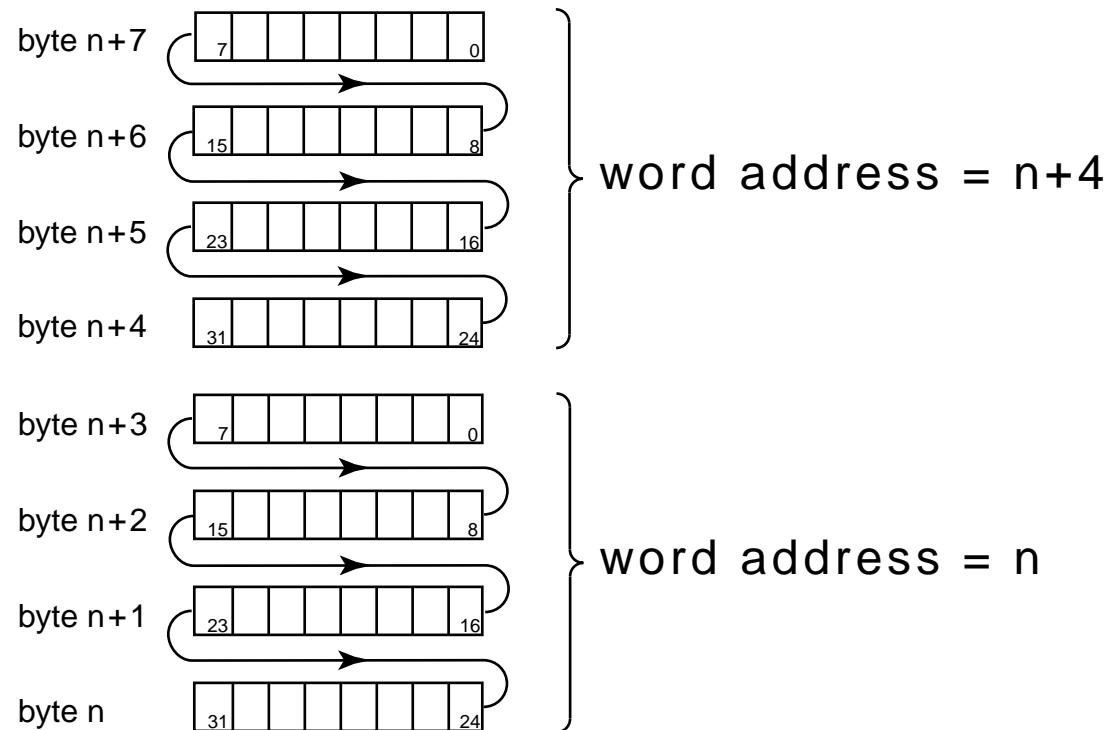 byte n+7
7 0
byte n+6
15 8
word address = n+4
byte n+5
23 16
byte n+4
31 24
byte n+3
7 0
byte n+2
15 8
word address = n
byte n+1
23 16
byte n
31 24